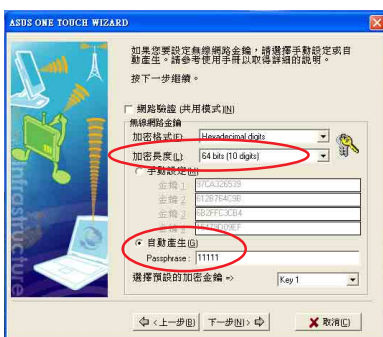 ASUS ONE TOUCH WIZARD
如果您要設定無線網路金鑰，請選擇手動設定或自
動產生。請參考使用手冊以取得詳細的說明。
按下一步繼續。
網路驗證 (共用模式)(N)
無線網路金鑰
加密格式(F) Hexadecimal digits
加密長度(L): 64 bits (10 digits)
手動設定(M)
金鑰 1 97CA326539
金鑰 2 612B764C9B
金鑰 3 6B2FFC3CB4
金鑰
自動產生(G)
Passphrase : 11111
選擇預設的加密金鑰 => Key 1
<上一步(B) 下一步(N)> 取消(C)
Infrastructure